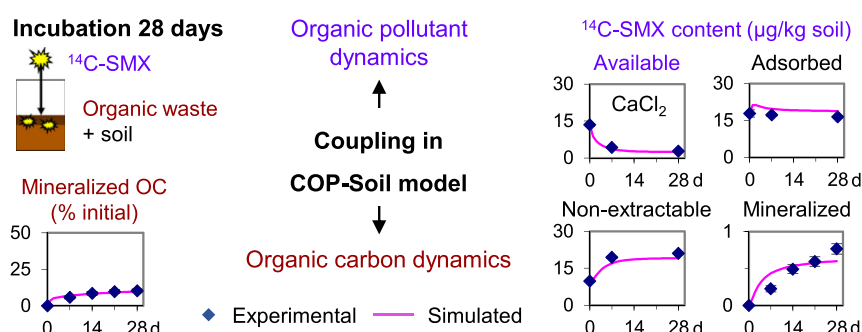 Incubation 28 days
¹⁴C-SMX
Organic waste
+ soil
Mineralized OC
(% initial)
50
25
0
0 14 28 d
Organic pollutant
dynamics
Coupling in
COP-Soil model
Organic carbon dynamics
Experimental Simulated
¹⁴C-SMX content (µg/kg soil)
Available
30
15
0
CaCl₂
0 14 28 d
Adsorbed
30
15
0
0 14 28 d
Non-extractable
30
15
0
0 14 28 d
Mineralized
1
0
0 14 28 d